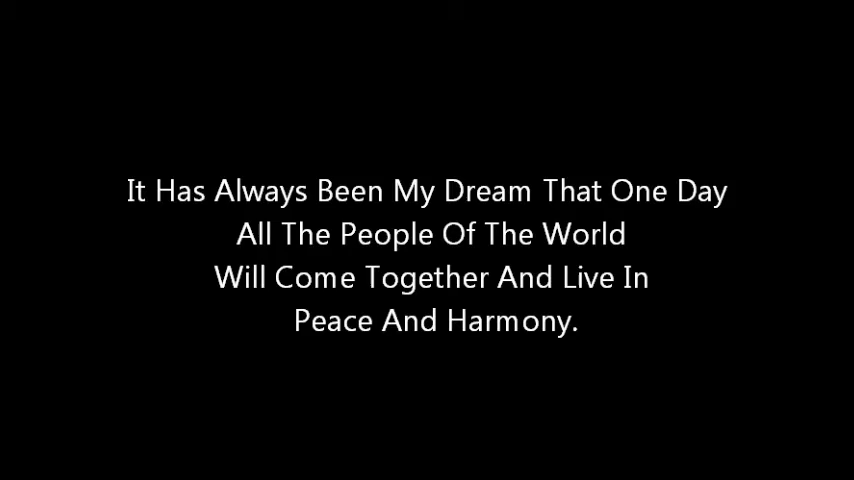 It Has Always Been My Dream That One Day
All The People Of The World
Will Come Together And Live In
Peace And Harmony.